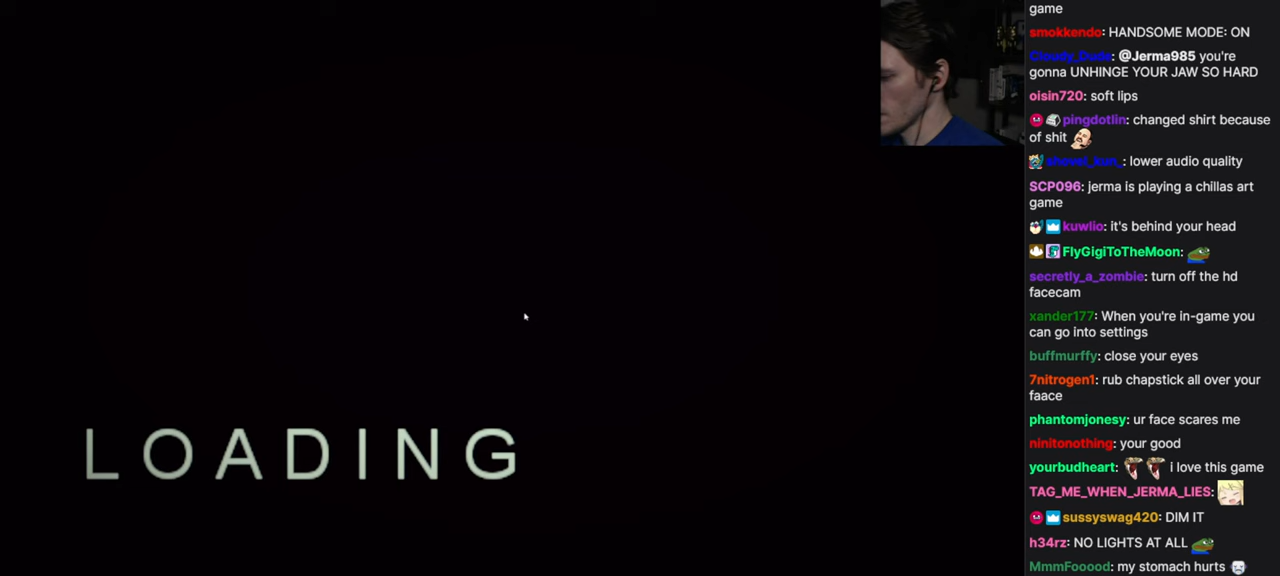 game
smokkendo: HANDSOME MODE: ON
Cloudy_Dude: @Jerma985 you're
gonna UNHINGE YOUR JAW SO HARD
oisin720: soft lips
pingdotlin: changed shirt because
of shit
shovel_kun_: lower audio quality
SCP096: jerma is playing a chillas art
game
kuwlio: it's behind your head
FlyGigiToTheMoon:
secretly_a_zombie: turn off the hd
facecam
xander177: When you're in-game you
can go into settings
buffmurffy: close your eyes
7nitrogen1: rub chapstick all over your
faace
phantomjonesy: ur face scares me
ninitonothing: your good
yourbudheart: i love this game
TAG_ME_WHEN_JERMA_LIES:
sussyswag420: DIM IT
h34rz: NO LIGHTS AT ALL
MmmFooood: my stomach hurts
LOADING